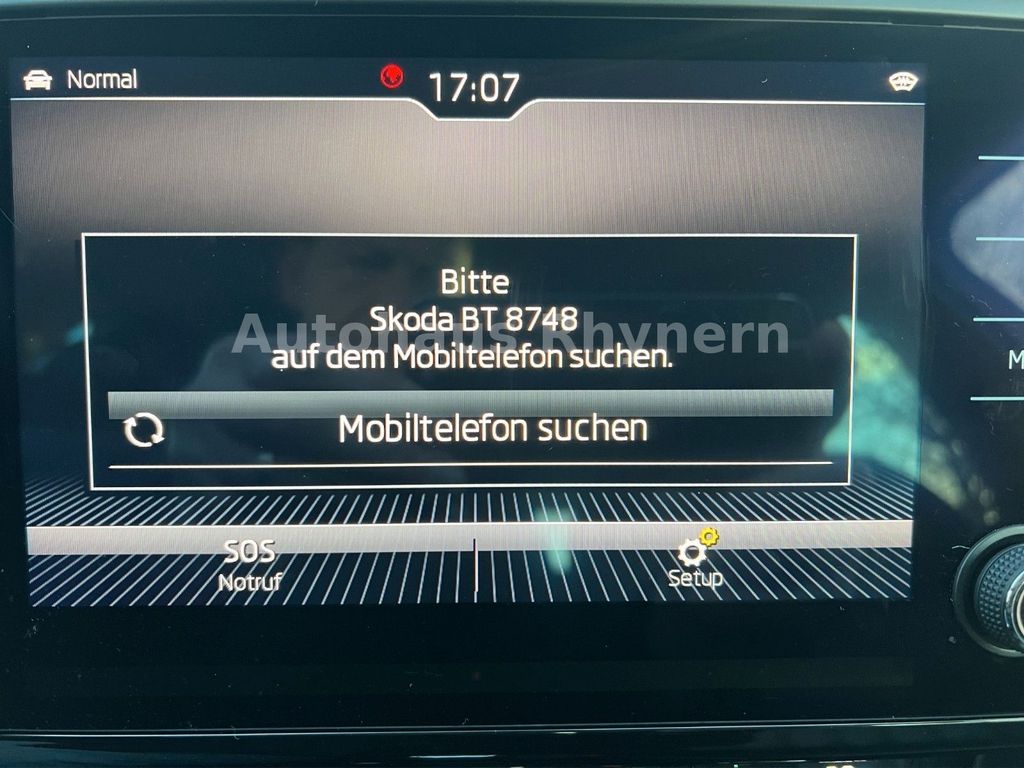 Normal
17:07
Bitte
Skoda BT 8748
Autohaus Rhynern
auf dem Mobiltelefon suchen.
M
Mobiltelefon suchen
SOS
Notruf
Setup